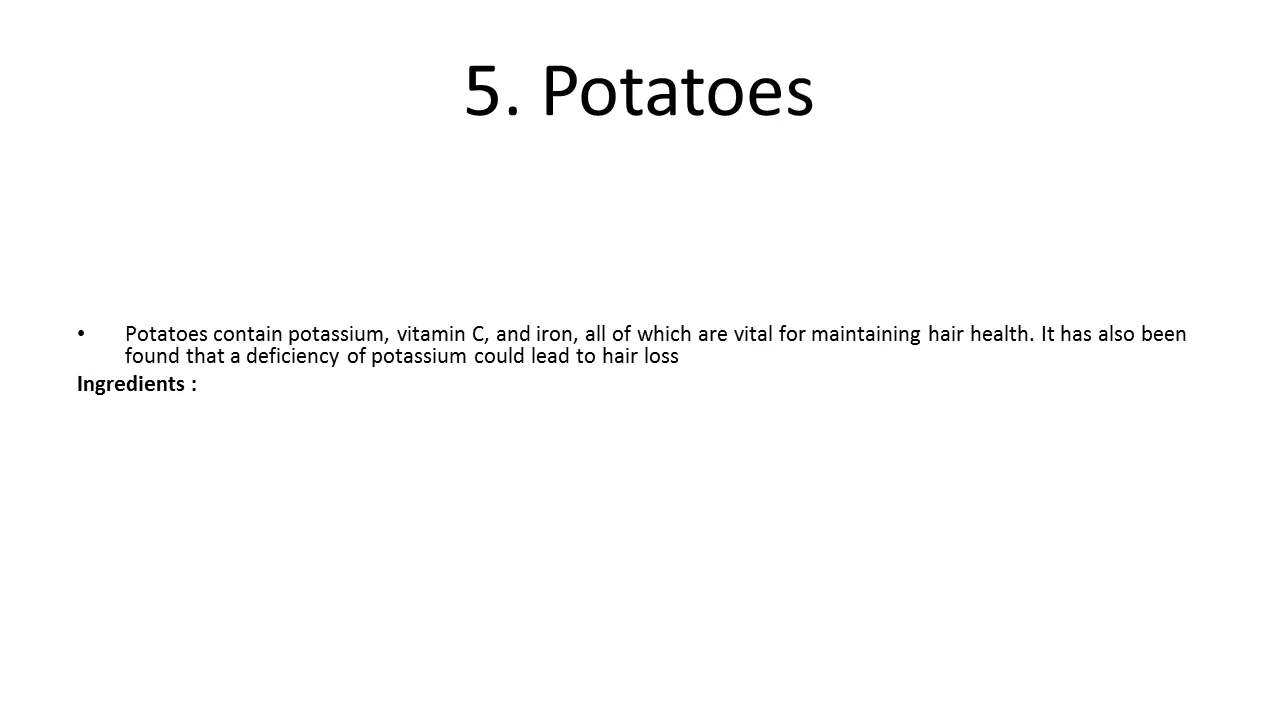 5. Potatoes
• Potatoes contain potassium, vitamin C, and iron, all of which are vital for maintaining hair health. It has also been
found that a deficiency of potassium could lead to hair loss
Ingredients :